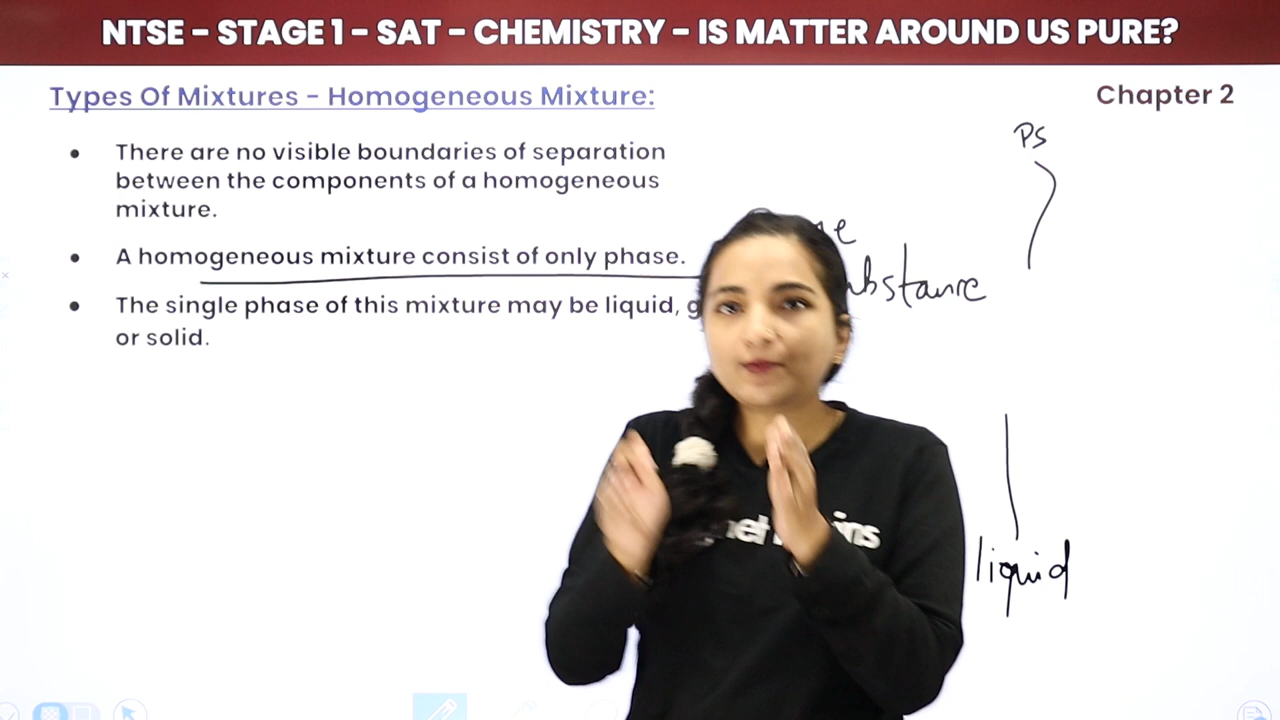 NTSE – STAGE 1 – SAT – CHEMISTRY – IS MATTER AROUND US PURE?
Types Of Mixtures – Homogeneous Mixture:
Chapter 2
PS
• There are no visible boundaries of separation
between the components of a homogeneous
mixture.
• A homogeneous mixture consist of only phase.
• The single phase of this mixture may be liquid,
or solid.
liquid